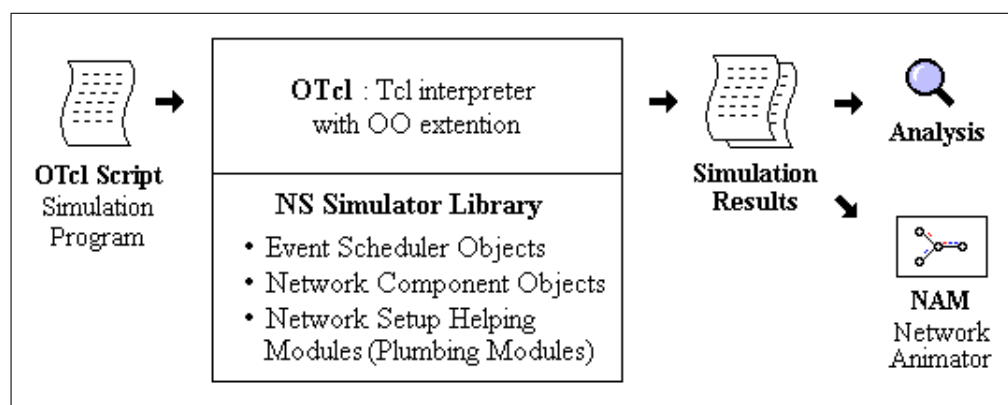 OTcl Script
Simulation
Program
OTcl : Tcl interpreter
with OO extention
NS Simulator Library
• Event Scheduler Objects
• Network Component Objects
• Network Setup Helping
Modules (Plumbing Modules)
Simulation
Results
Analysis
NAM
Network
Animator